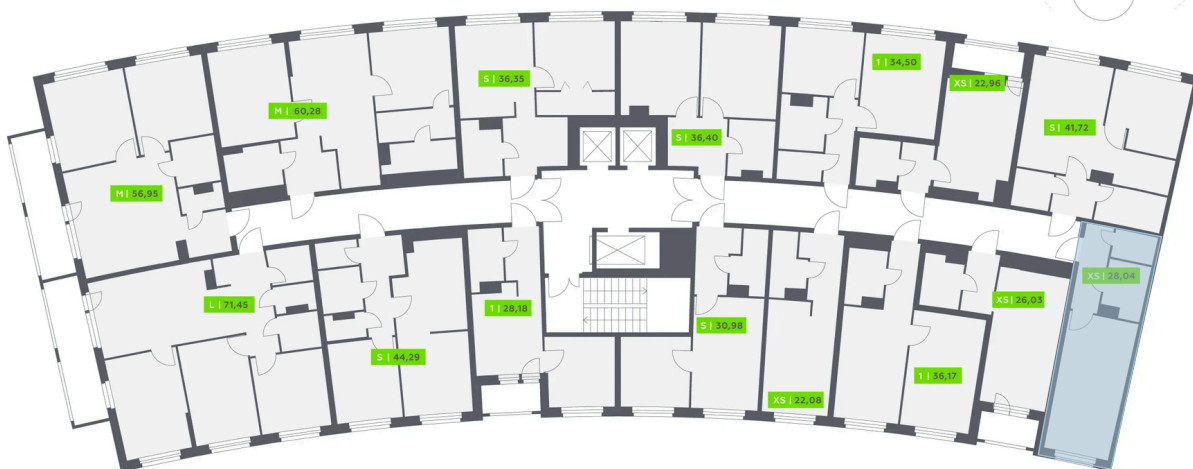 S | 36,35
1 | 34,50
XS | 22,96
M | 60,28
S | 41,72
S | 36,40
M | 56,95
XS | 28,04
L | 71,45
1 | 28,18
XS | 26,03
S | 30,98
S | 44,29
1 | 36,17
XS | 22,08